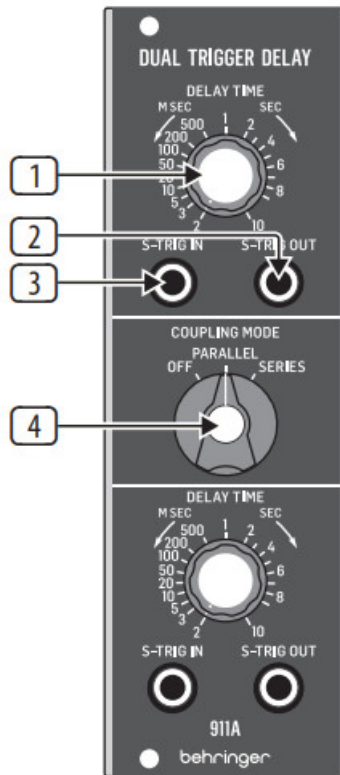 DUAL TRIGGER DELAY
DELAY TIME
M SEC SEC
2 3 5 10 20 50 100 200 500 1 2 4 6 8 10
1
2
S-TRIG IN S-TRIG OUT
3
COUPLING MODE
OFF PARALLEL SERIES
4
DELAY TIME
M SEC SEC
2 3 5 10 20 50 100 200 500 1 2 4 6 8 10
S-TRIG IN S-TRIG OUT
911A
behringer